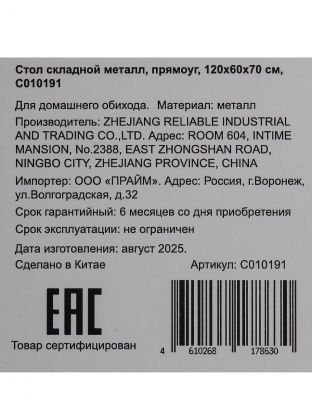 Стол складной металл, прямоуг, 120х60х70 см,
С010191
Для домашнего обихода. Материал: металл
Производитель: ZHEJIANG RELIABLE INDUSTRIAL
AND TRADING CO.,LTD. Адрес: ROOM 604, INTIME
MANSION, No.2388, EAST ZHONGSHAN ROAD,
NINGBO CITY, ZHEJIANG PROVINCE, CHINA
Импортер: ООО «ПРАЙМ». Адрес: Россия, г.Воронеж,
ул.Волгоградская, д.32
Срок гарантийный: 6 месяцев со дня приобретения
Срок эксплуатации: не ограничен
Дата изготовления: август 2025.
Сделано в Китае Артикул: С010191
ЕАС
Товар сертифицирован
4 610268 178630